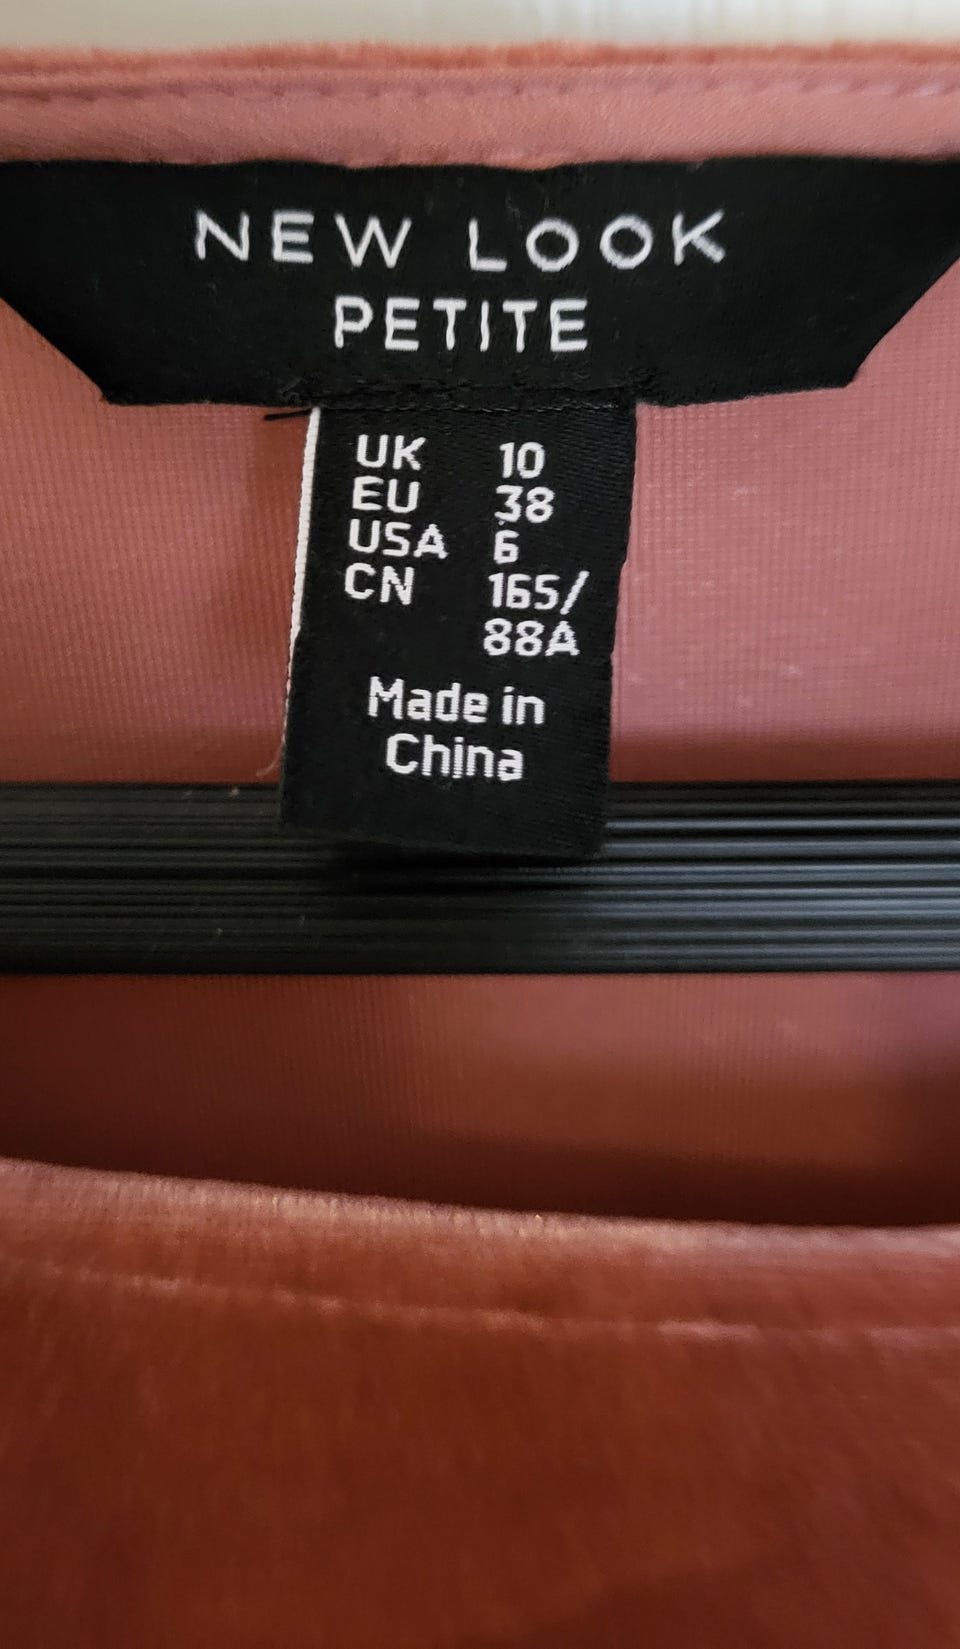 NEW LOOK
PETITE
UK 10
EU 38
USA 6
CN 165/
88A
Made in
China